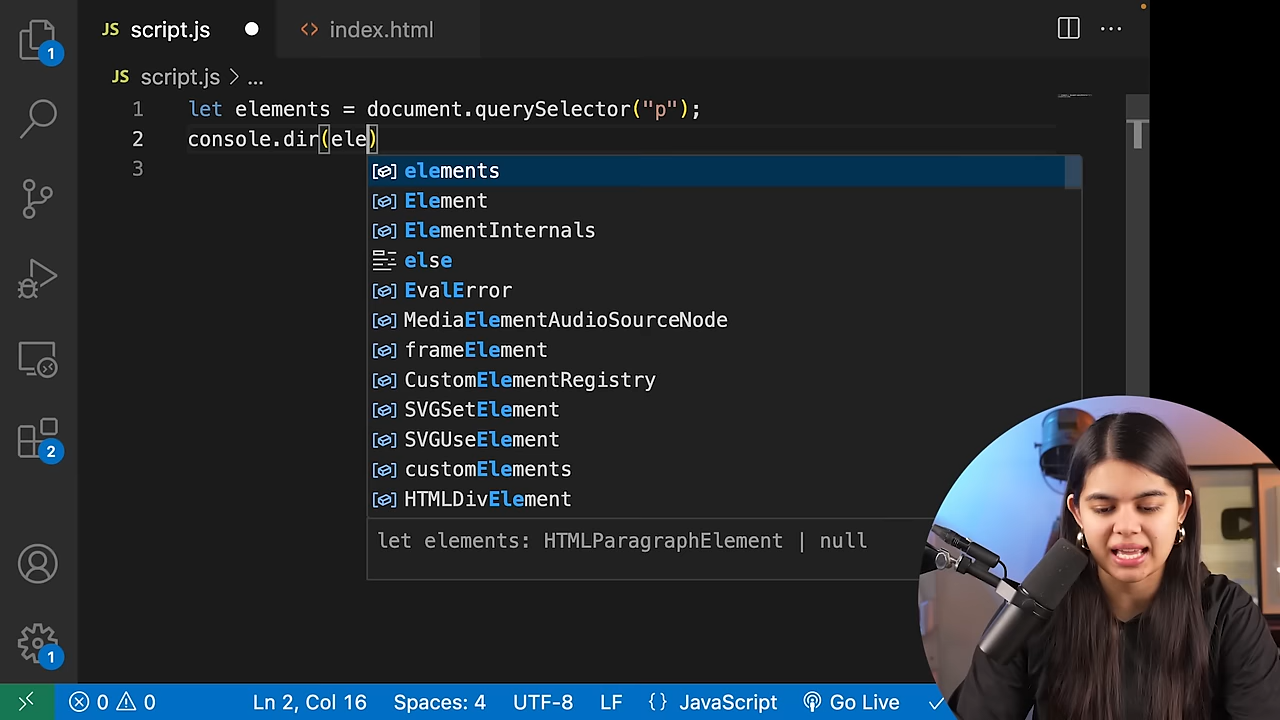 1
JS script.js
<> index.html
JS script.js > ...
1 let elements = document.querySelector("p");
2 console.dir(ele)
3
elements
Element
ElementInternals
else
EvalError
MediaElementAudioSourceNode
frameElement
CustomElementRegistry
SVGSetElement
SVGUseElement
customElements
HTMLDivElement
let elements: HTMLParagraphElement | null
2
1
0 0 Ln 2, Col 16 Spaces: 4 UTF-8 LF {} JavaScript Go Live